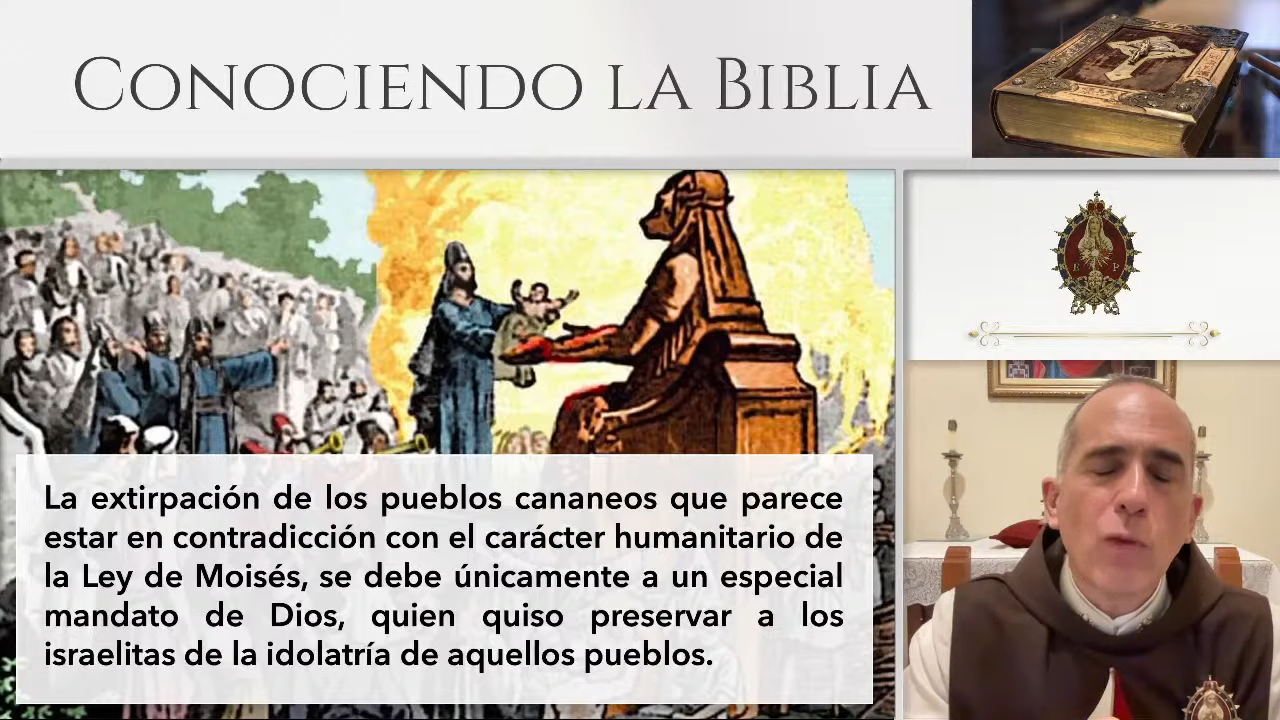 CONOCIENDO LA BIBLIA
La extirpación de los pueblos cananeos que parece
estar en contradicción con el carácter humanitario de
la Ley de Moisés, se debe únicamente a un especial
mandato de Dios, quien quiso preservar a los
israelitas de la idolatría de aquellos pueblos.